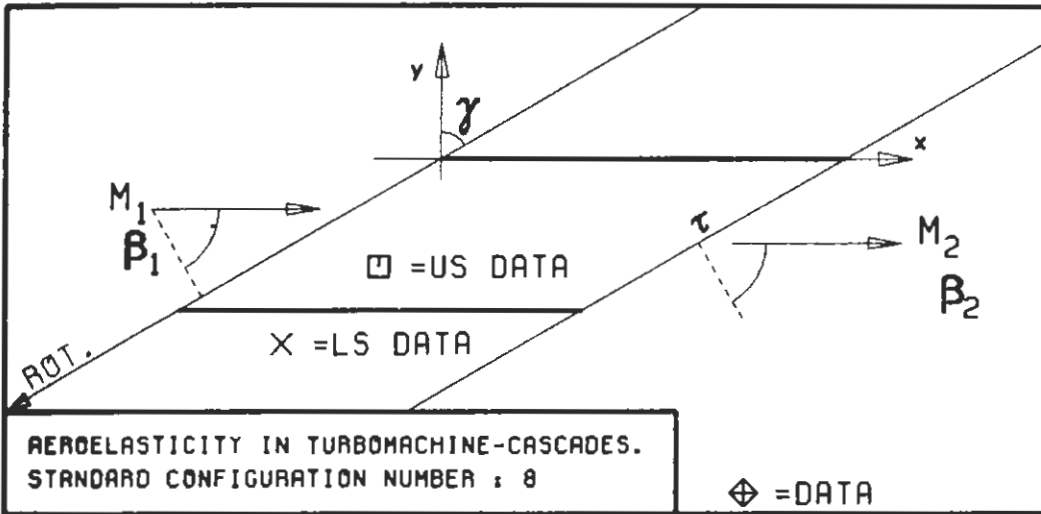 y
γ
x
M₁
β₁
τ
M₂
β₂
=US DATA
X =LS DATA
ROT.
AEROELASTICITY IN TURBOMACHINE-CASCADES.
STANDARD CONFIGURATION NUMBER : 8
=DATA